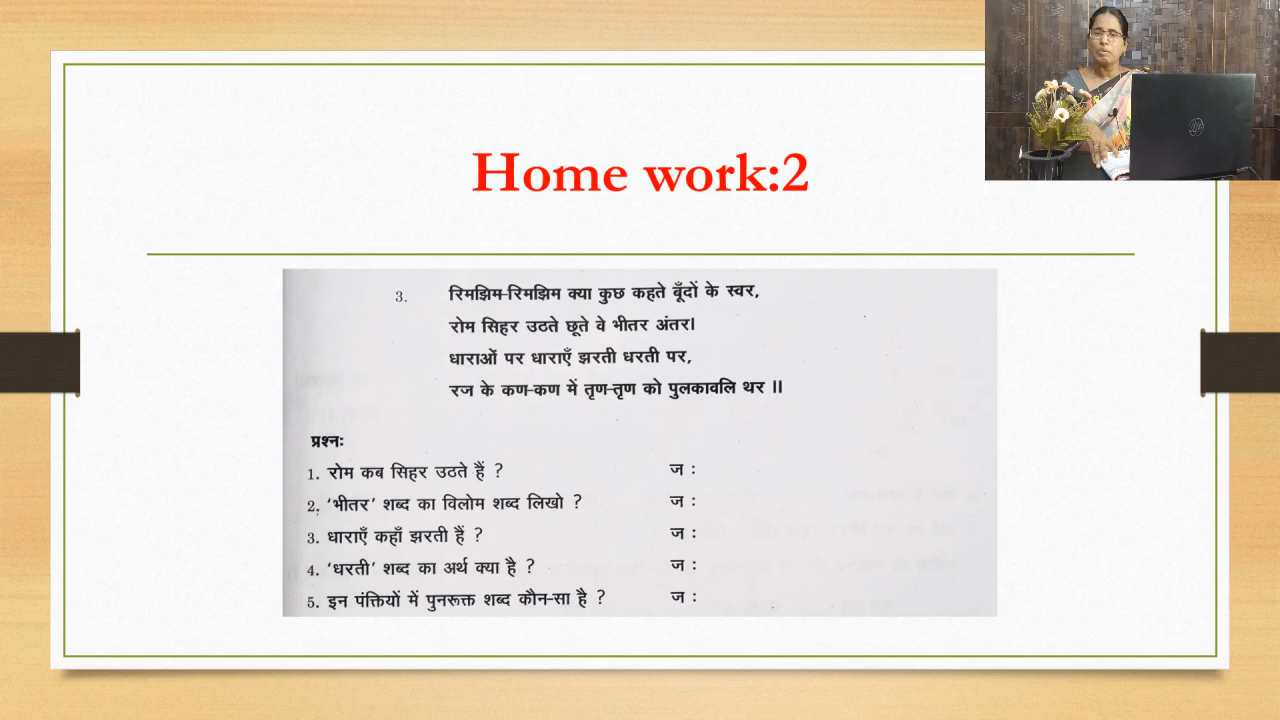 Home work:2
3. रिमझिम-रिमझिम क्या कुछ कहते बूँदों के स्वर,
रोम सिहर उठते छूते वे भीतर अंतर।
धाराओं पर धाराएँ झरती धरती पर,
रज के कण-कण में तृण-तृण को पुलकावलि थर ॥
प्रश्नः
1. रोम कब सिहर उठते हैं ? ज :
2. ‘भीतर’ शब्द का विलोम शब्द लिखो ? ज :
3. धाराएँ कहाँ झरती हैं ? ज :
4. ‘धरती’ शब्द का अर्थ क्या है ? ज :
5. इन पंक्तियों में पुनरूक्त शब्द कौन-सा है ? ज :
hp